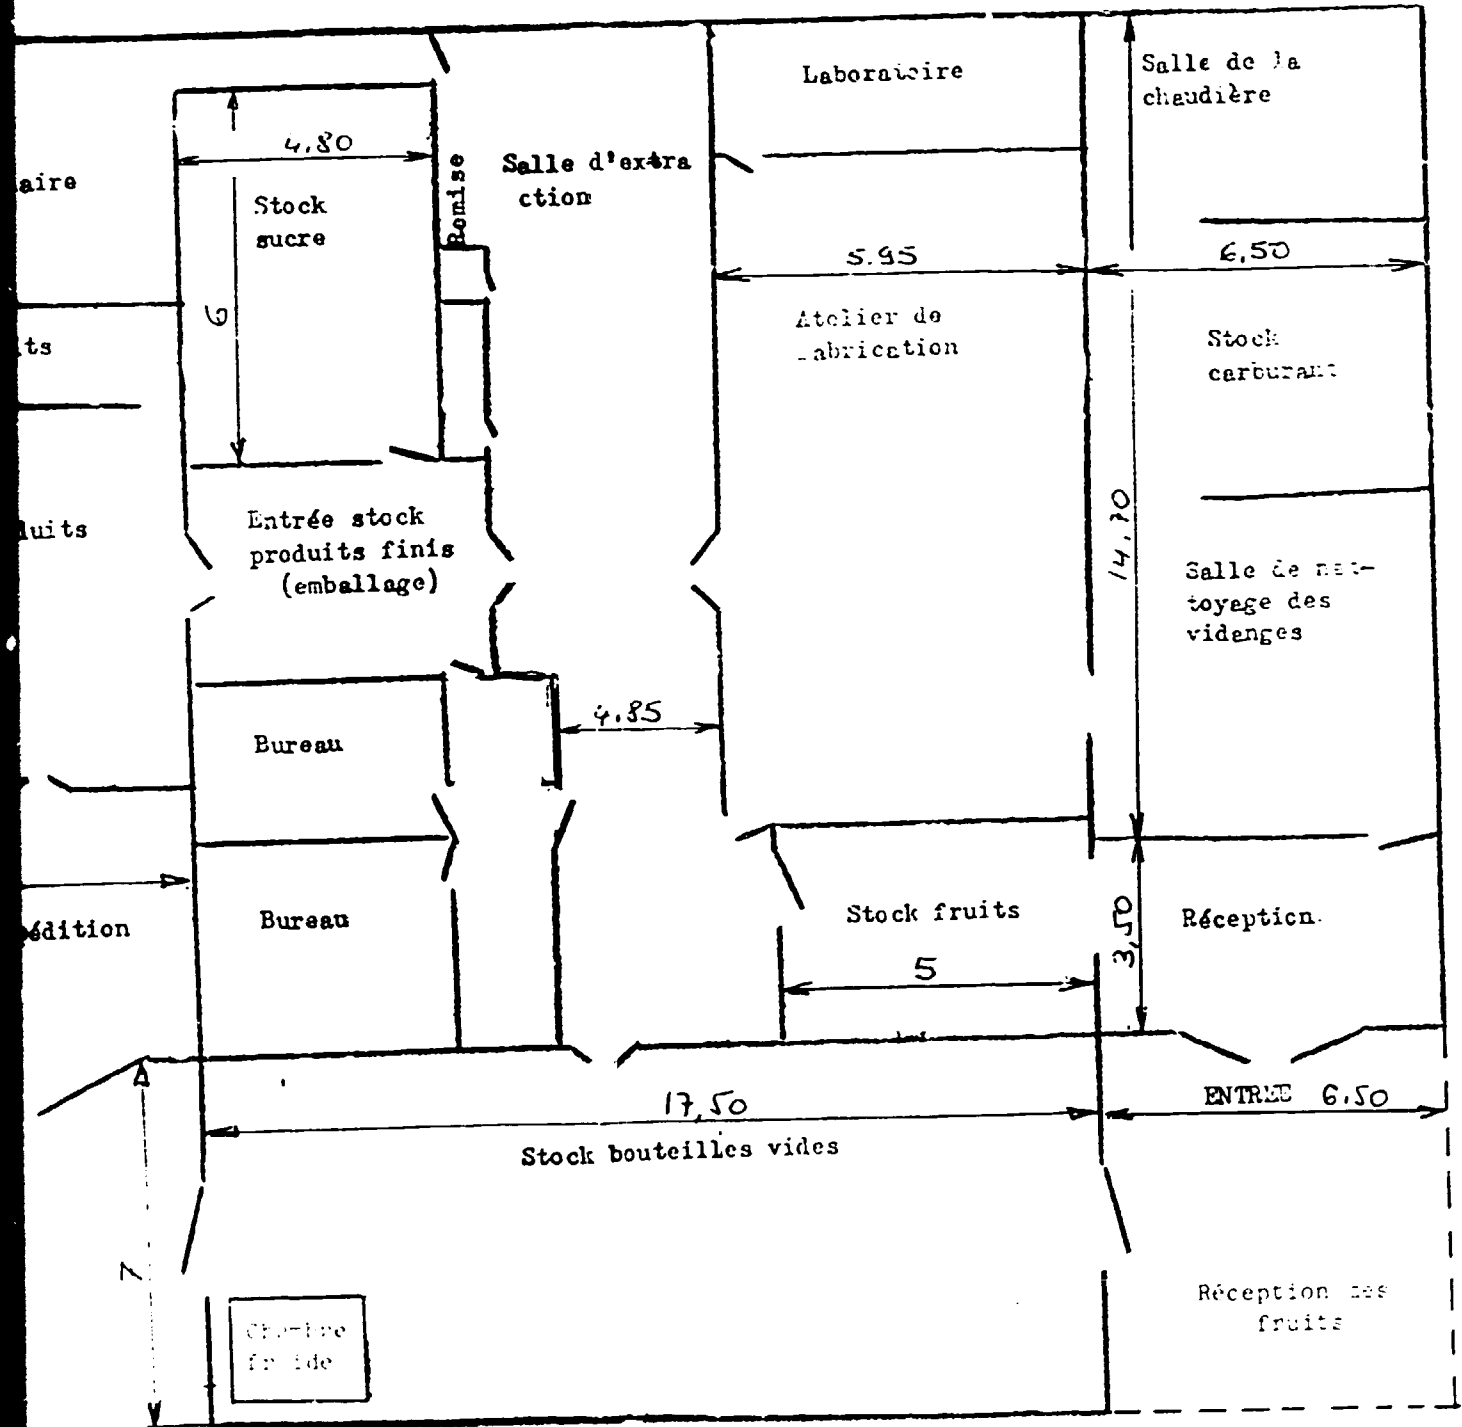 Laboratoire
Salle de la
chaudière
4.80
Remise
Salle d'extra
ction
aire
Stock
sucre
5.95
6,50
6
Atelier de
fabrication
Stock
carburant
its
duits
Entrée stock
produits finis
(emballage)
14,70
Salle de net-
toyage des
videnges
4.85
Bureau
Bureau
Stock fruits
3,50
Réception.
édition
5
17,50
ENTREE 6.50
Stock bouteilles vides
7
Réception des
fruits
Chambre
froide